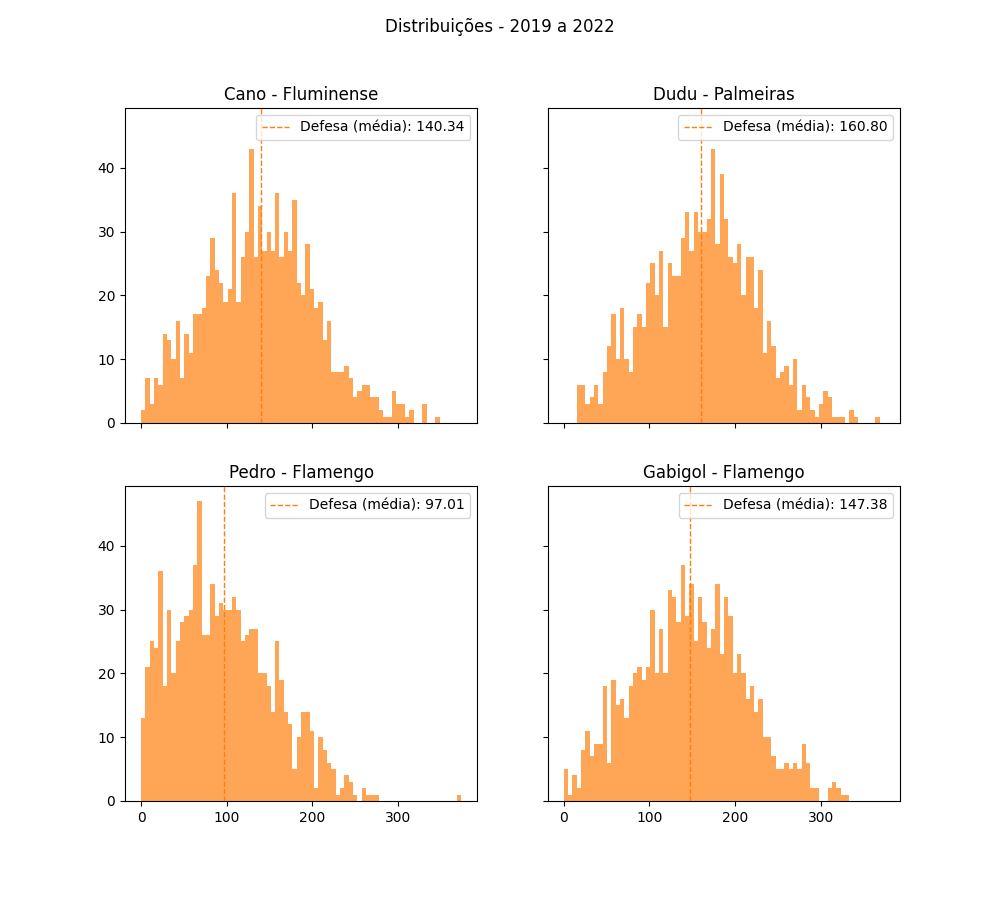 Distribuições - 2019 a 2022
Cano - Fluminense
Defesa (média): 140.34
40
30
20
10
0
Dudu - Palmeiras
Defesa (média): 160.80
Pedro - Flamengo
Defesa (média): 97.01
40
30
20
10
0
0 100 200 300
Gabigol - Flamengo
Defesa (média): 147.38
0 100 200 300